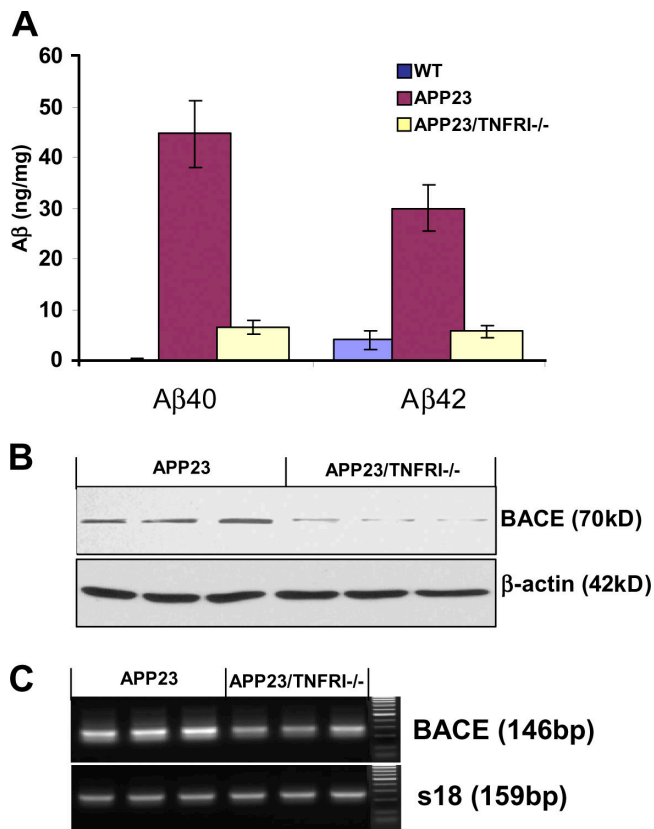 A
60
50
40
30
20
10
0
Aβ (ng/mg)
WT
APP23
APP23/TNFRI-/-
Aβ40 Aβ42
B
APP23 APP23/TNFRI-/-
BACE (70kD)
β-actin (42kD)
C
APP23 APP23/TNFRI-/-
BACE (146bp)
s18 (159bp)